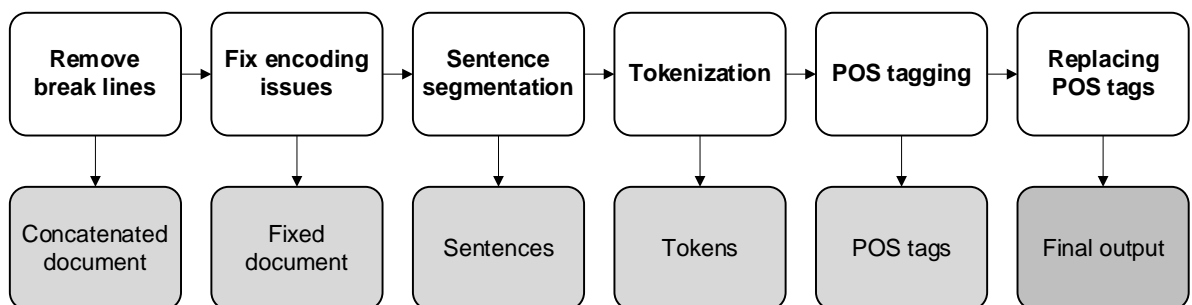 Remove
break lines
Fix encoding
issues
Sentence
segmentation
Tokenization
POS tagging
Replacing
POS tags
Concatenated
document
Fixed
document
Sentences
Tokens
POS tags
Final output